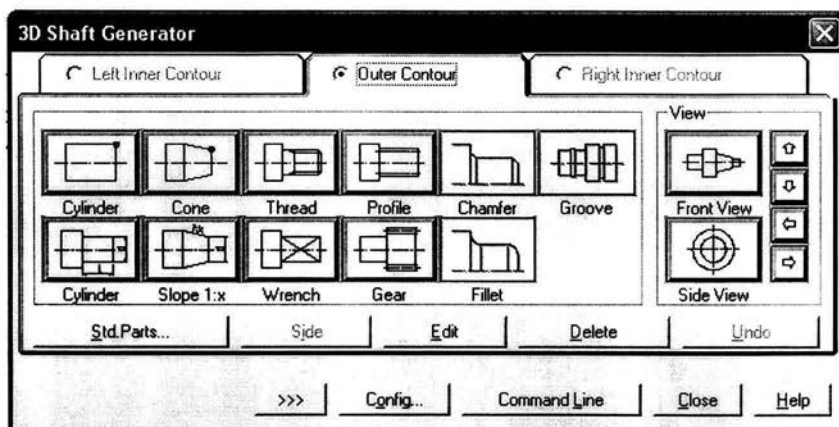 3D Shaft Generator
Left Inner Contour Outer Contour Right Inner Contour
View
Cylinder Cone Thread Profile Chamfer Groove Front View
Cylinder Slope 1:x Wrench Gear Fillet Side View
Std.Parts... Side Edit Delete Undo
>>> Config... Command Line Close Help